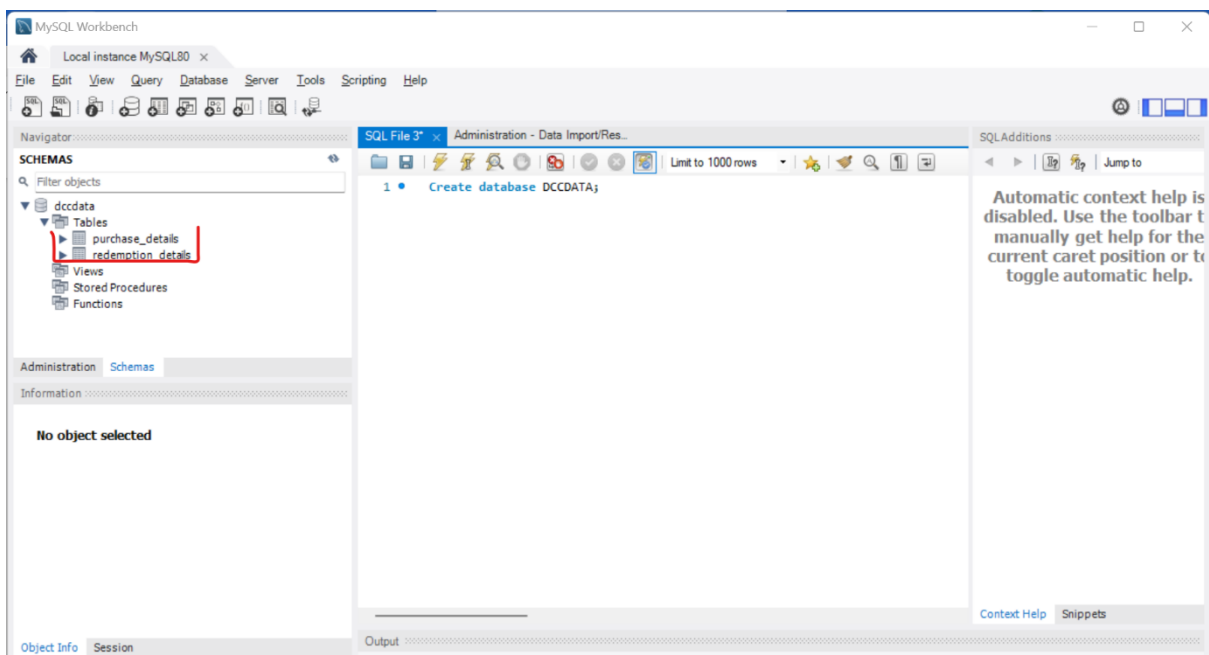 MySQL Workbench
Local instance MySQL80
File Edit View Query Database Server Tools Scripting Help
Navigator
SCHEMAS
Filter objects
dccdata
Tables
purchase_details
redemption_details
Views
Stored Procedures
Functions
Administration Schemas
Information
No object selected
Object Info Session
SQL File 3* Administration - Data Import/Res...
Limit to 1000 rows
1 Create database DCCDATA;
Output
SQLAdditions
Jump to
Automatic context help is
disabled. Use the toolbar t
manually get help for the
current caret position or to
toggle automatic help.
Context Help Snippets